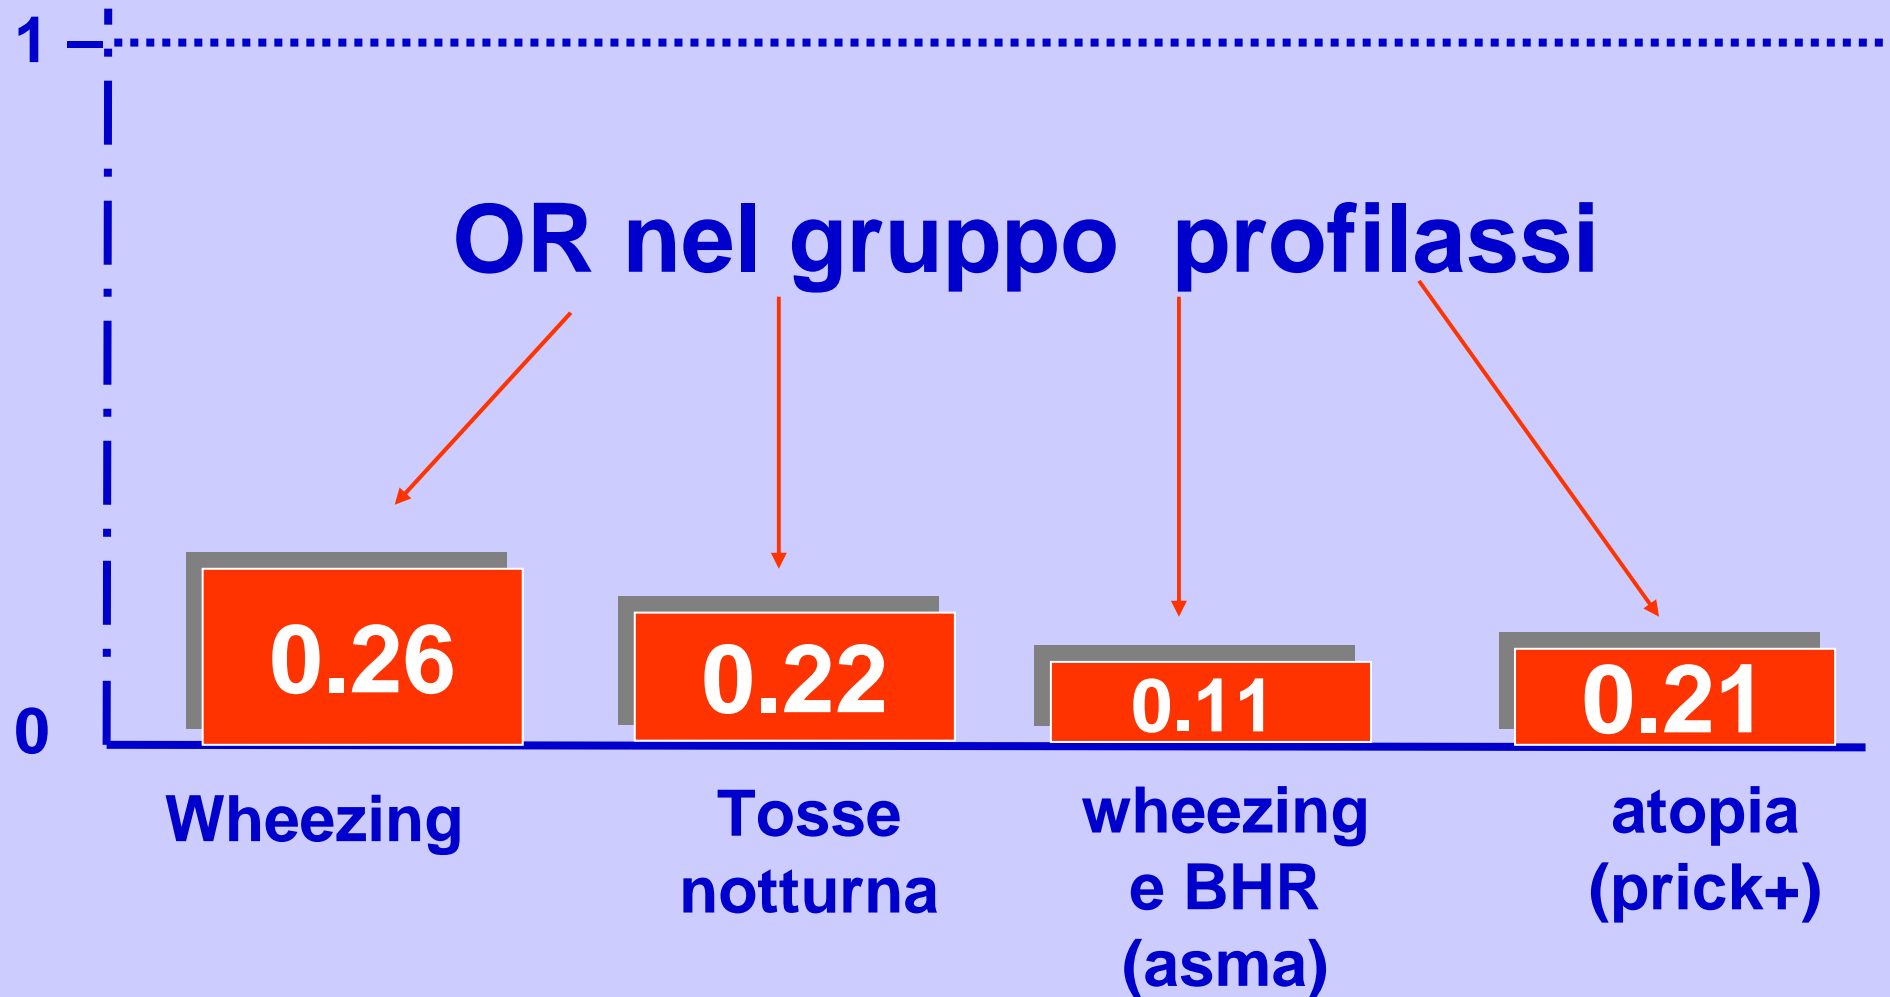 1
OR nel gruppo profilassi
0.26
0.22
0.11
0.21
0
Wheezing
Tosse
notturna
wheezing
e BHR
(asma)
atopia
(prick+)